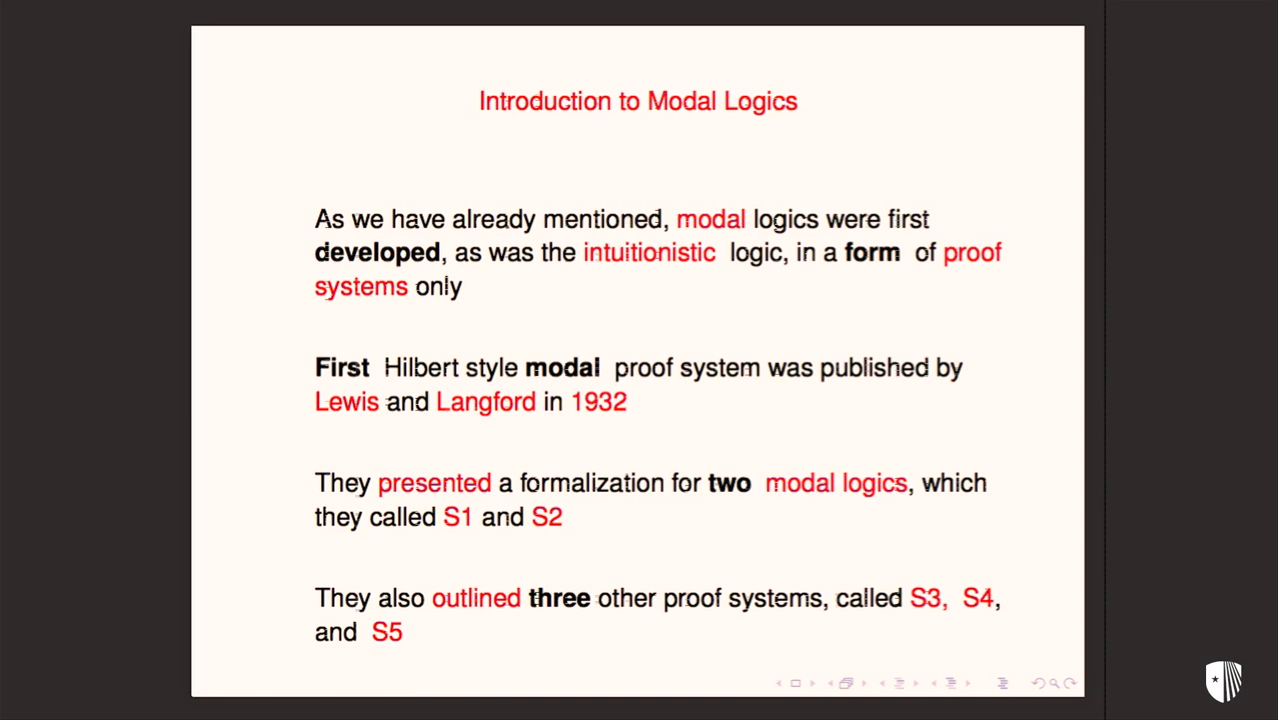 Introduction to Modal Logics
As we have already mentioned, modal logics were first
developed, as was the intuitionistic logic, in a form of proof
systems only
First Hilbert style modal proof system was published by
Lewis and Langford in 1932
They presented a formalization for two modal logics, which
they called S1 and S2
They also outlined three other proof systems, called S3, S4,
and S5